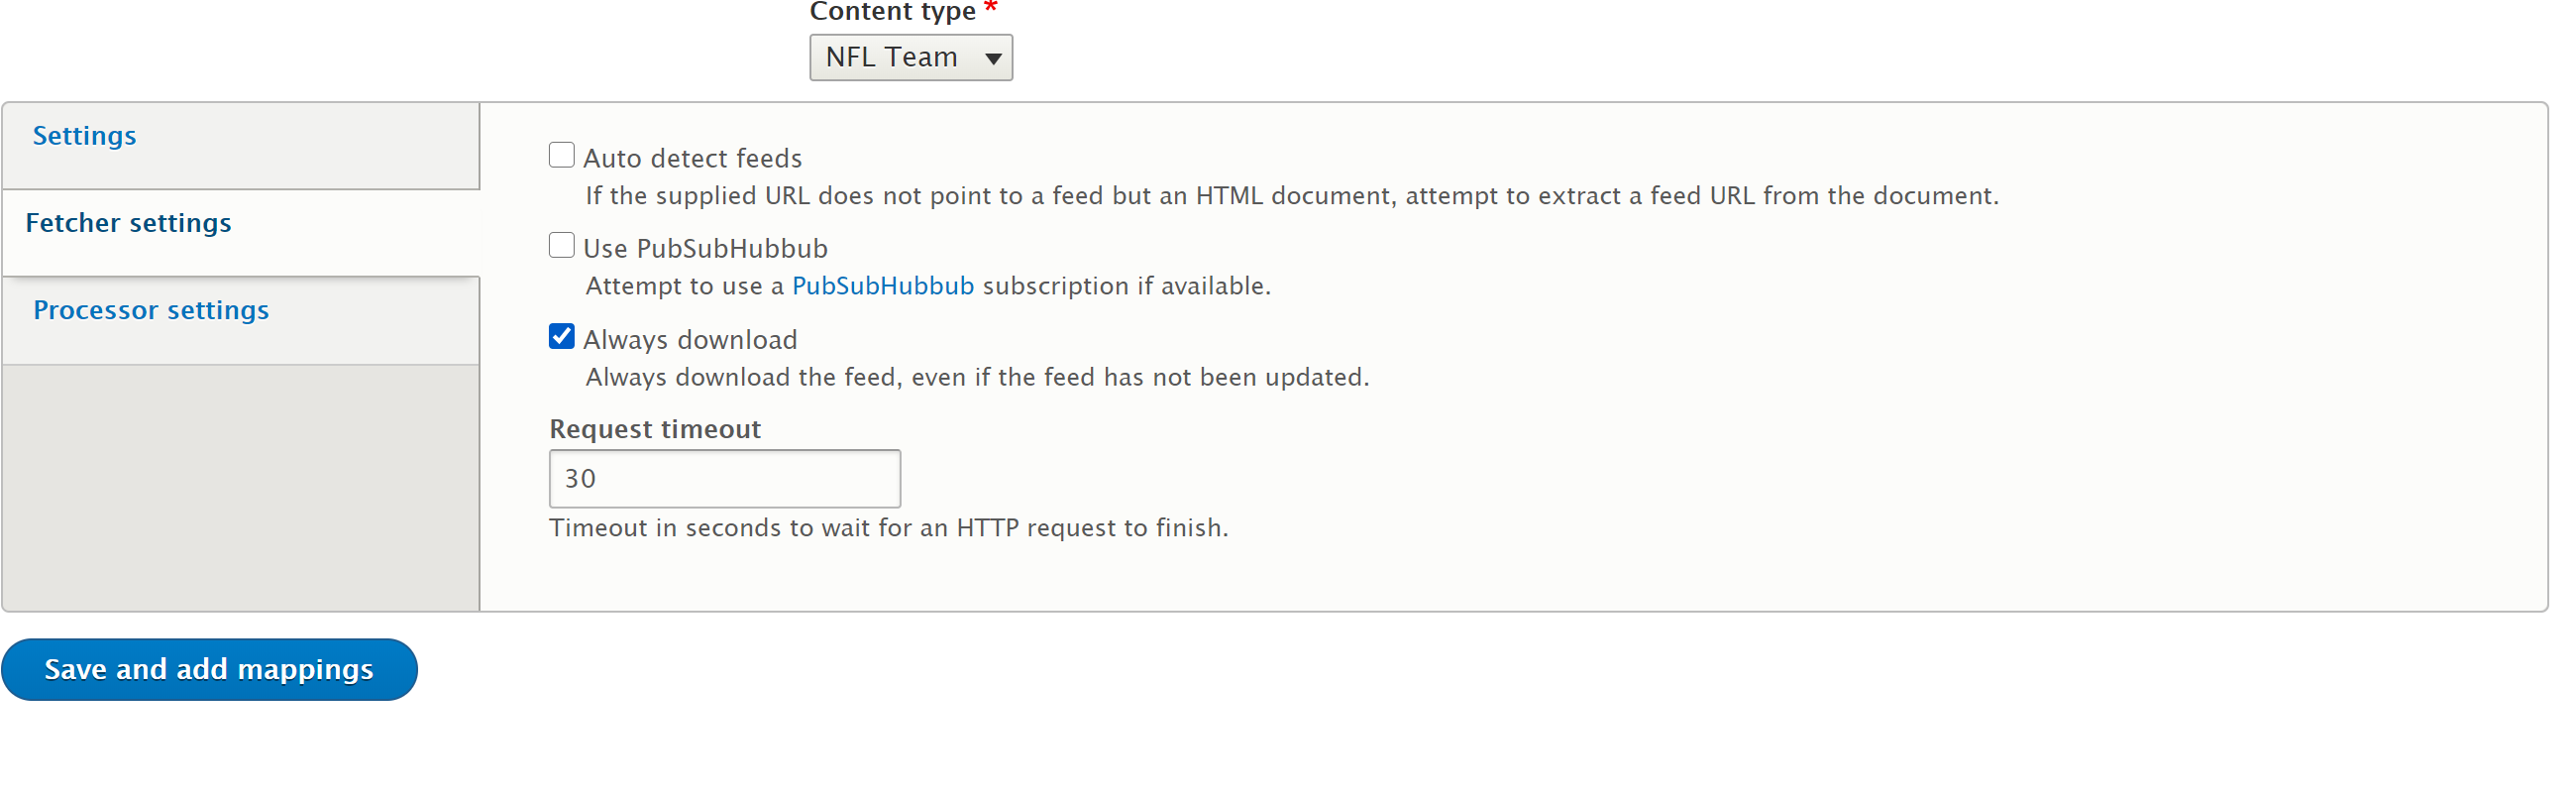 Content type *
NFL Team
Settings
Fetcher settings
Processor settings
Auto detect feeds
If the supplied URL does not point to a feed but an HTML document, attempt to extract a feed URL from the document.
Use PubSubHubbub
Attempt to use a PubSubHubbub subscription if available.
Always download
Always download the feed, even if the feed has not been updated.
Request timeout
30
Timeout in seconds to wait for an HTTP request to finish.
Save and add mappings